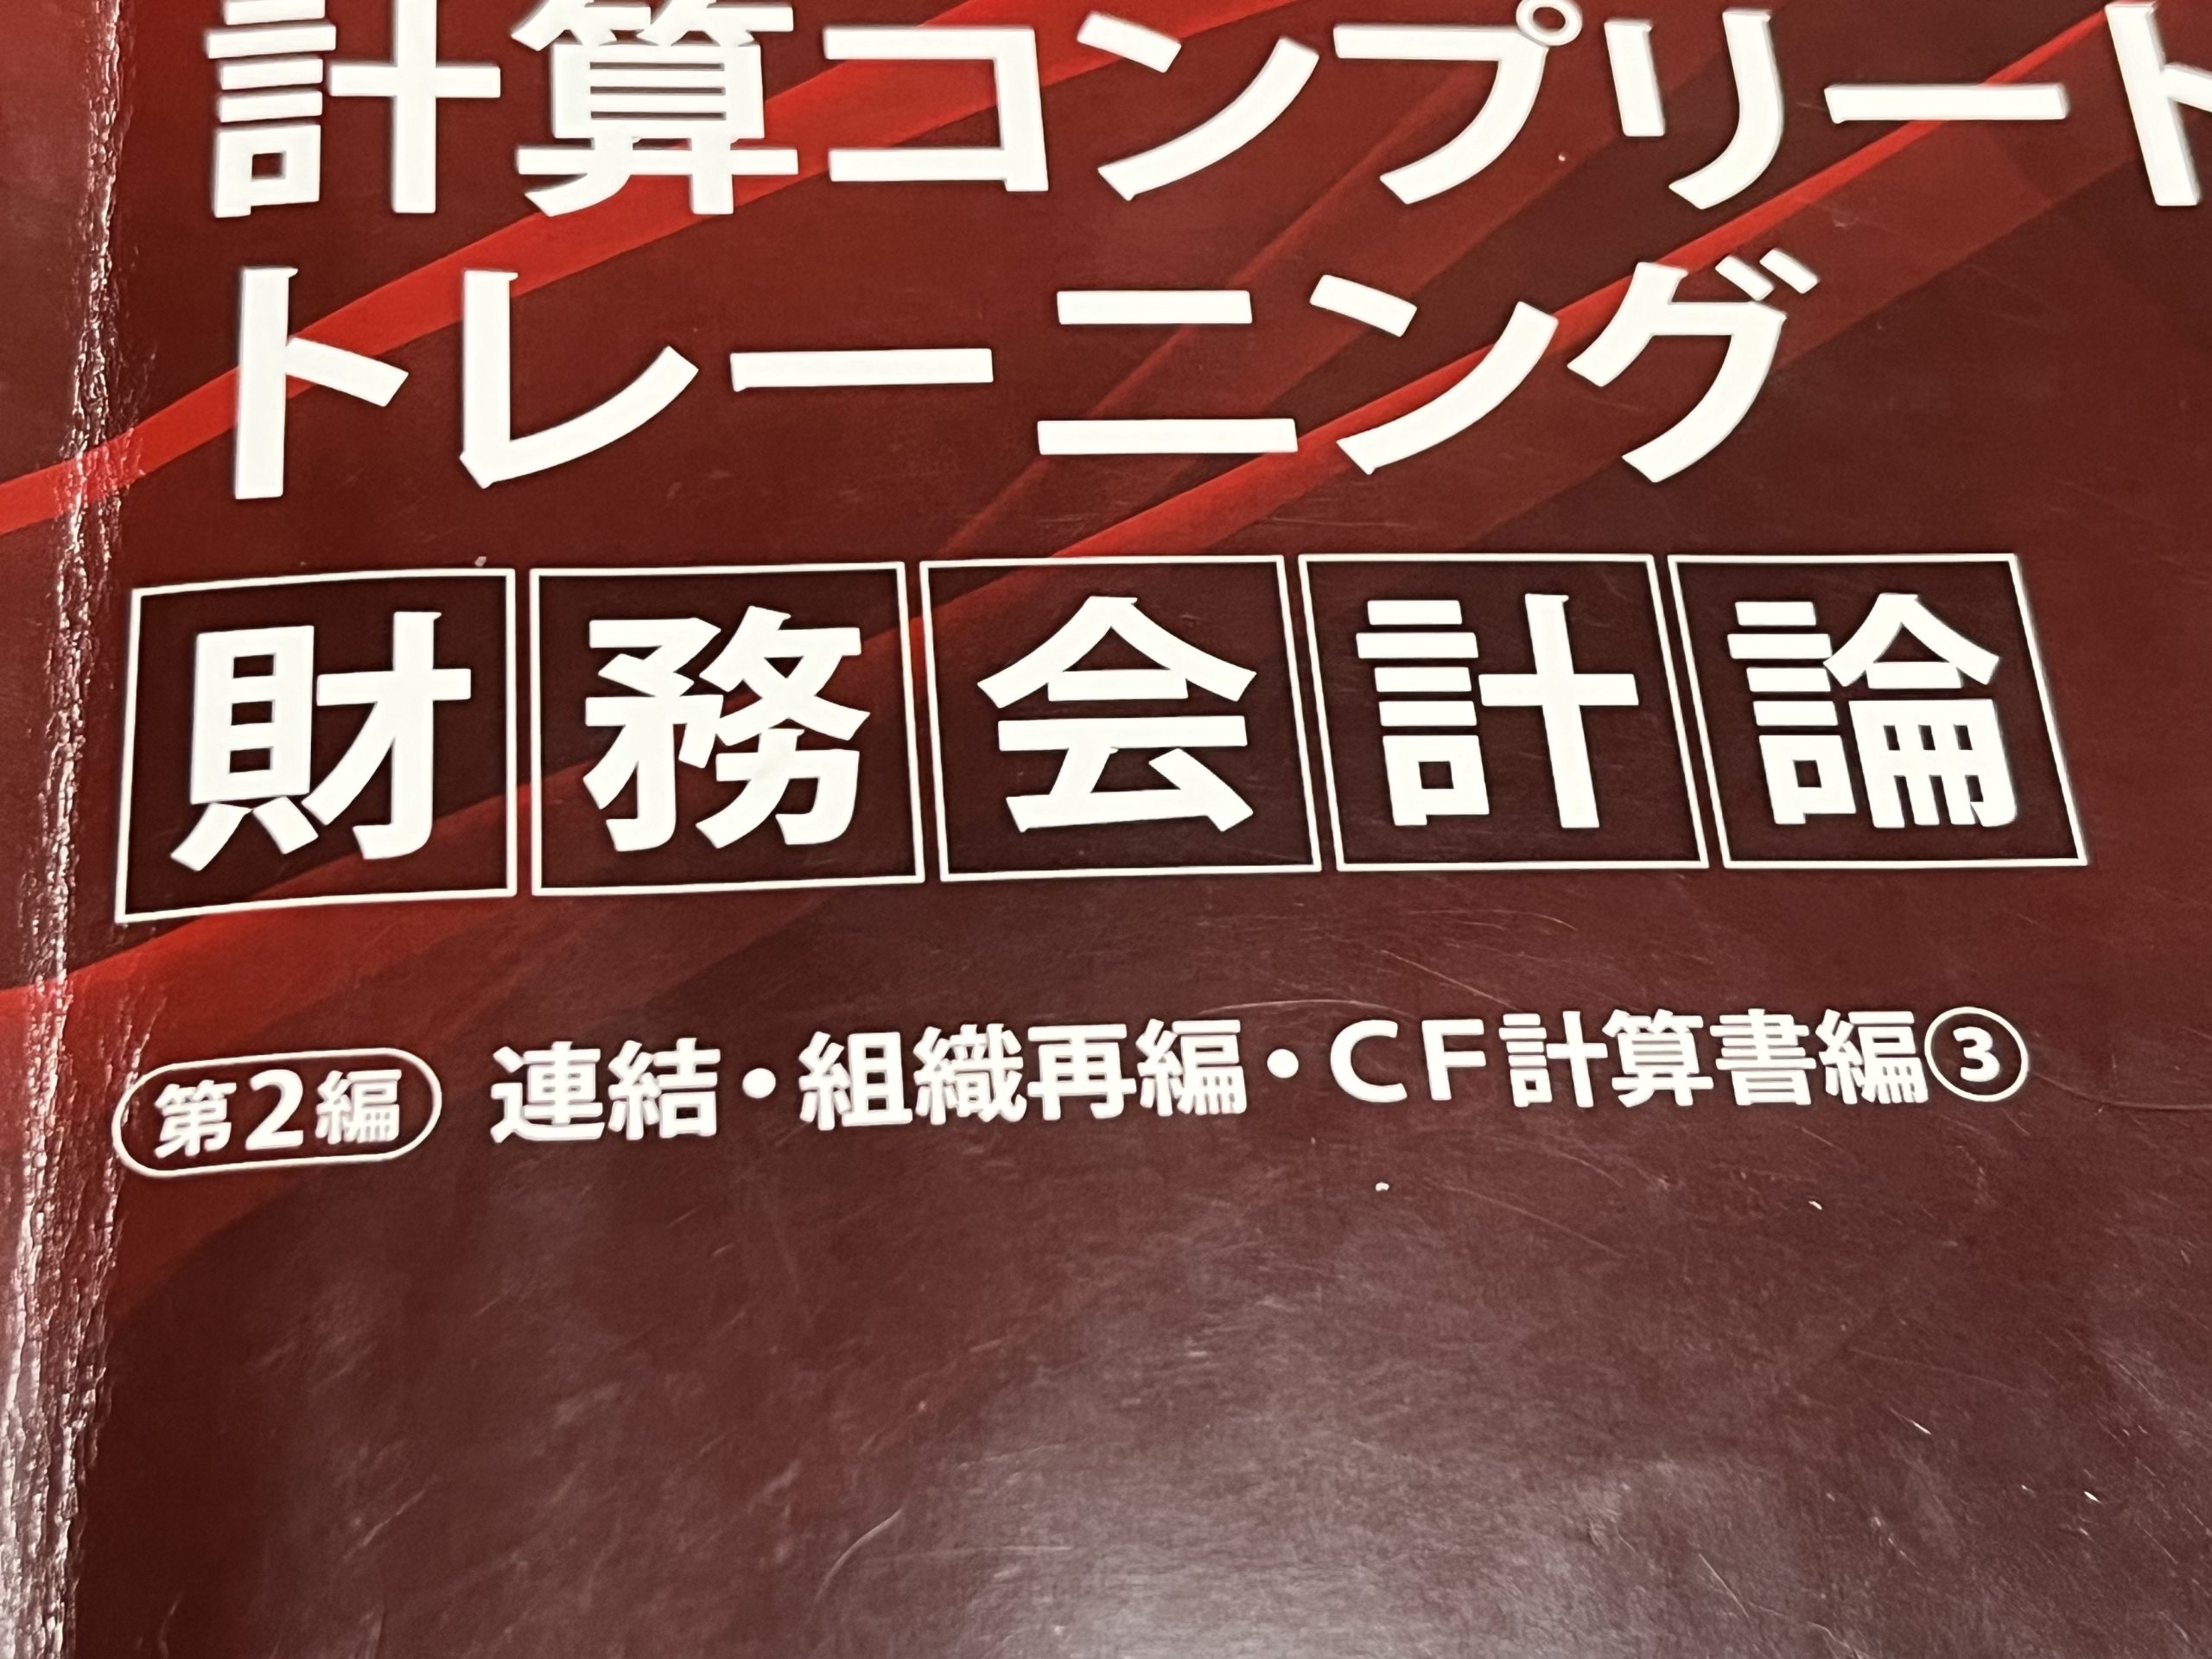 計算コンプリート
トレーニング
財務会計論
第2編 連結・組織再編・CF計算書編③